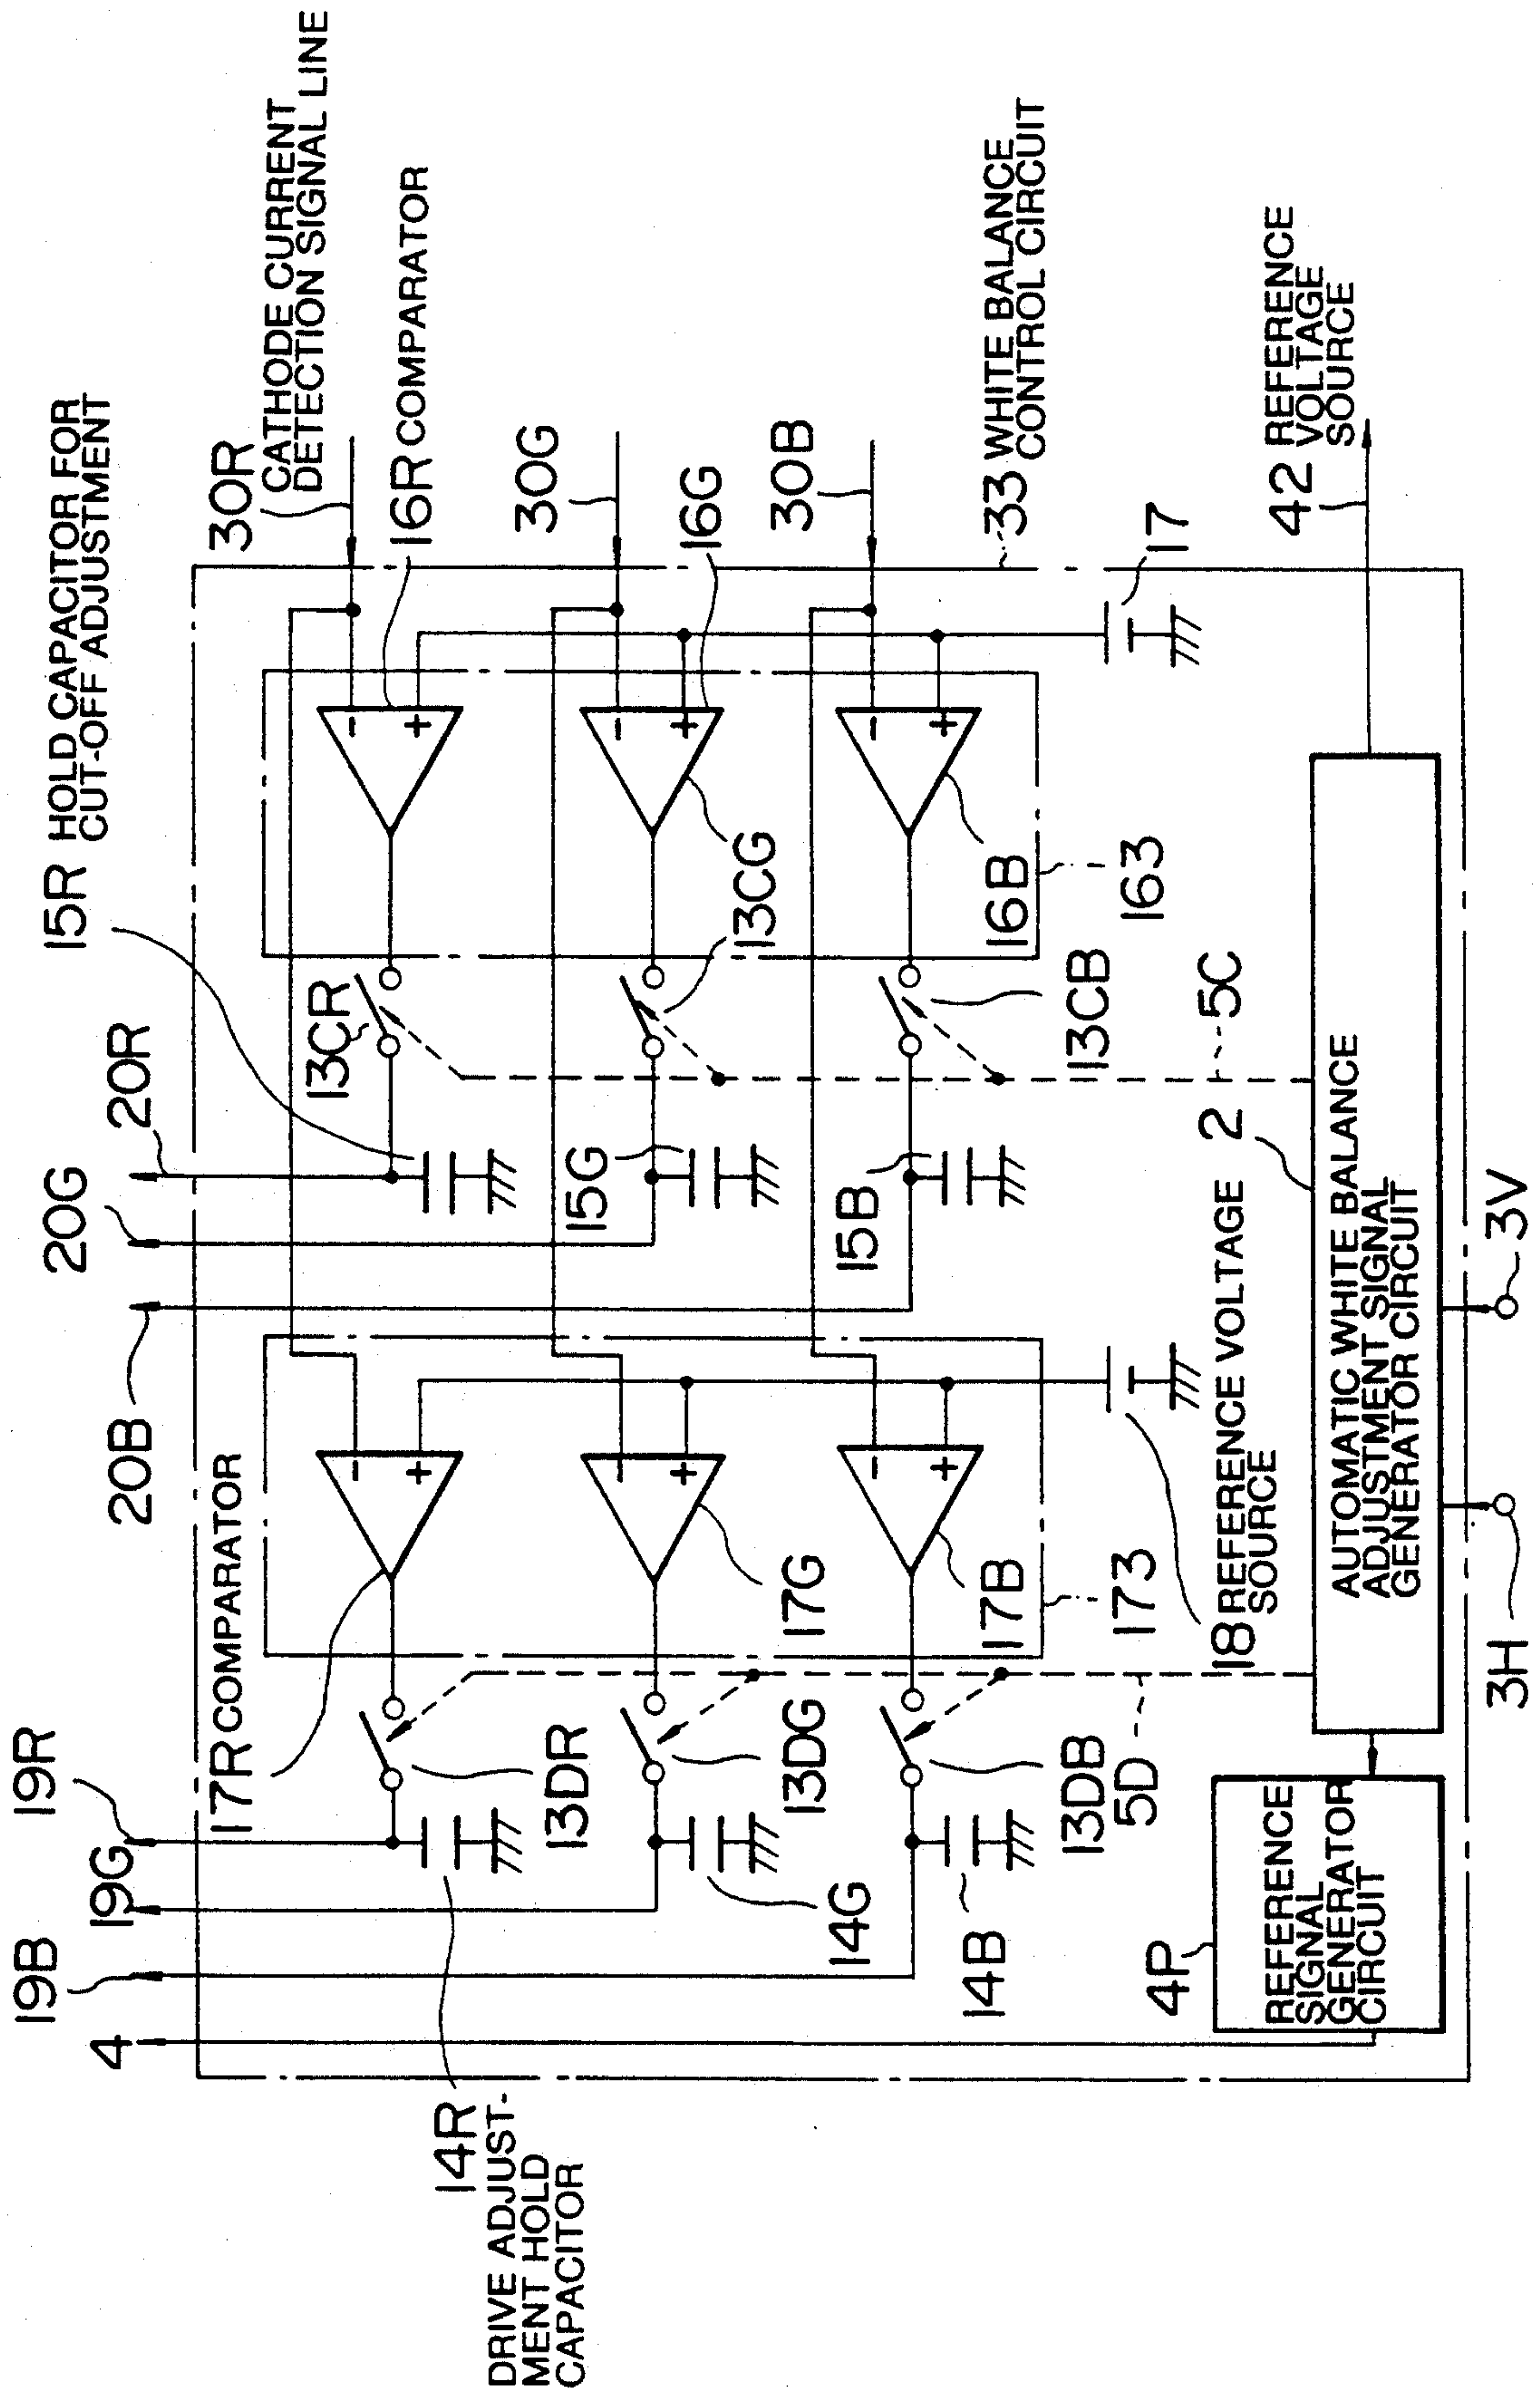 15R HOLD CAPACITOR FOR
CUT-OFF ADJUSTMENT
30R
CATHODE CURRENT
DETECTION SIGNAL LINE
16R COMPARATOR
30G
16G
30B
33 WHITE BALANCE
CONTROL CIRCUIT
17
42 REFERENCE
VOLTAGE
SOURCE
20R
20G
20B
13CR
13CG
13CB
16B
163
15G
15B
5C
2
-
+
-
+
-
+
17R COMPARATOR
17G
17B
173
18 REFERENCE VOLTAGE
SOURCE
-
+
-
+
-
+
19R
19G
19B
4
13DR
13DG
13DB
5D
14R
DRIVE ADJUST-
MENT HOLD
CAPACITOR
14G
14B
4P
REFERENCE
SIGNAL
GENERATOR
CIRCUIT
AUTOMATIC WHITE BALANCE
ADJUSTMENT SIGNAL
GENERATOR CIRCUIT
3H
3V